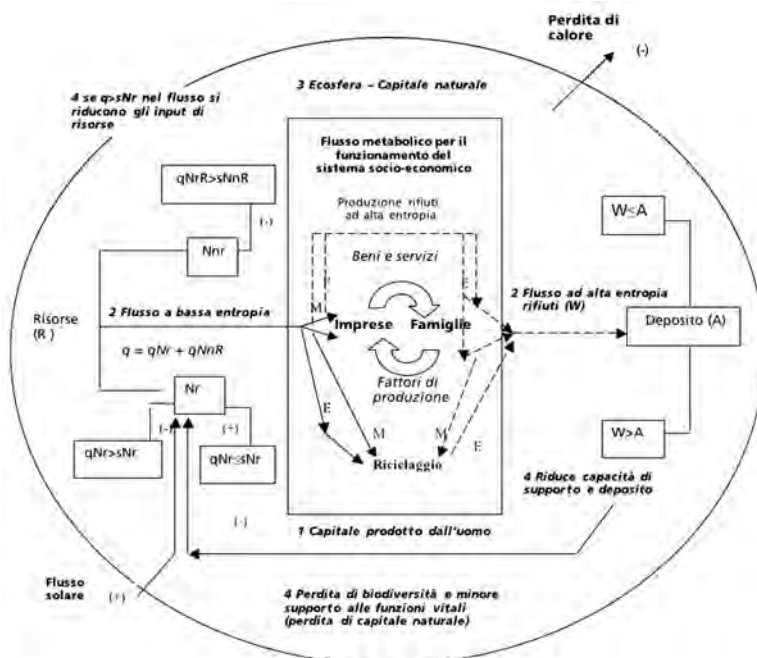 Perdita di
calore
(-)
3 Ecosfera – Capitale naturale
4 se q>sNr nel flusso si
riducono gli input di
risorse
Flusso metabolico per il
funzionamento del
sistema socio-economico
qNrR>sNnR
(-)
Nnr
Produzione rifiuti
ad alta entropia
W≤A
Beni e servizi
E
E
M
Risorse
(R )
2 Flusso a bassa entropia
Imprese Famiglie
2 Flusso ad alta entropia
rifiuti (W)
Deposito (A)
q = qNr + qNnR
Fattori di
produzione
Nr
(-)
(+)
E
M
M
E
qNr>sNr
qNr≤sNr
W>A
Riciclaggio
4 Riduce capacità di
supporto e deposito
(-)
1 Capitale prodotto dall'uomo
Flusso
solare
(+)
4 Perdita di biodiversità e minore
supporto alle funzioni vitali
(perdita di capitale naturale)